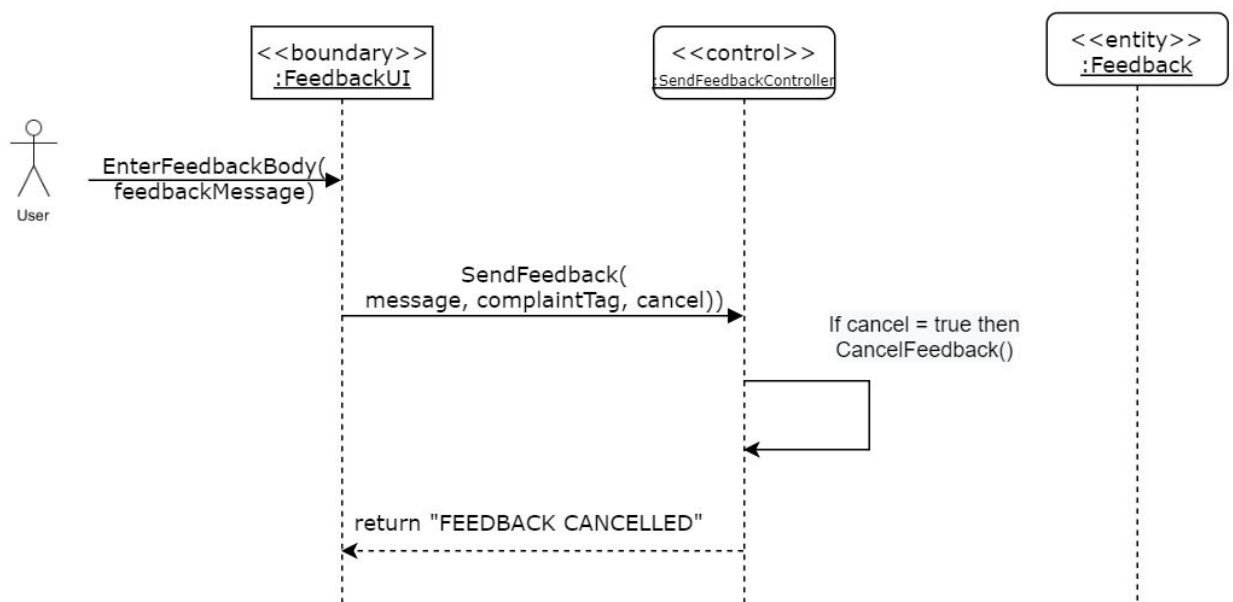 <<boundary>>
:FeedbackUI
<<control>>
:SendFeedbackController
<<entity>>
:Feedback
EnterFeedbackBody(
feedbackMessage)
User
SendFeedback(
message, complaintTag, cancel))
If cancel = true then
CancelFeedback()
return "FEEDBACK CANCELLED"